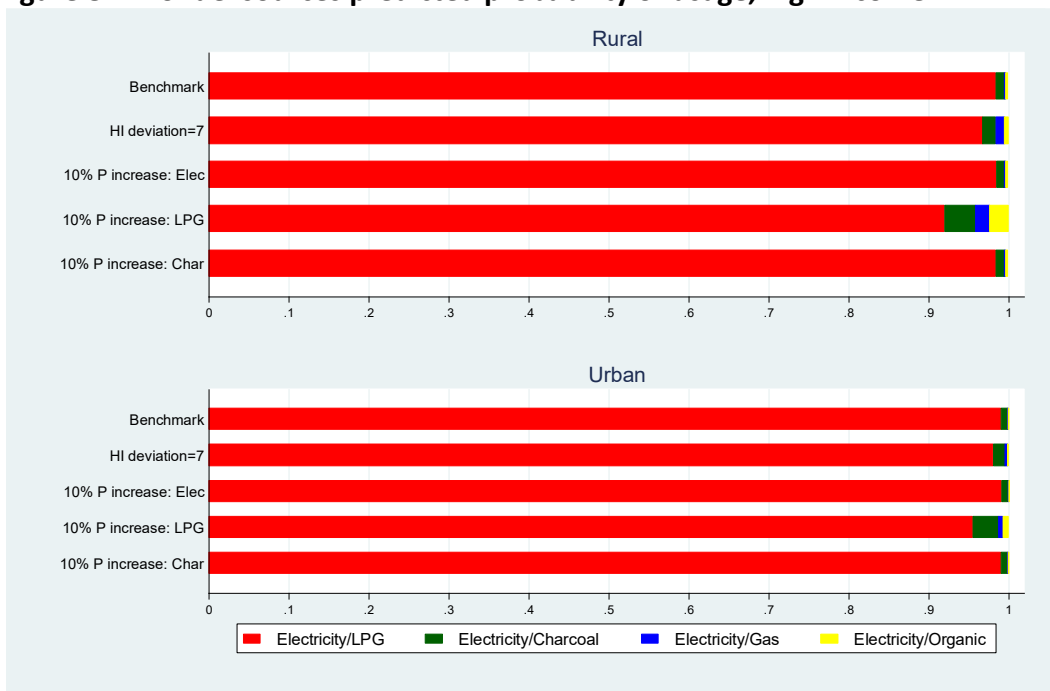 Rural
Benchmark
HI deviation=7
10% P increase: Elec
10% P increase: LPG
10% P increase: Char
0 .1 .2 .3 .4 .5 .6 .7 .8 .9 1
Urban
Benchmark
HI deviation=7
10% P increase: Elec
10% P increase: LPG
10% P increase: Char
0 .1 .2 .3 .4 .5 .6 .7 .8 .9 1
Electricity/LPG Electricity/Charcoal Electricity/Gas Electricity/Organic